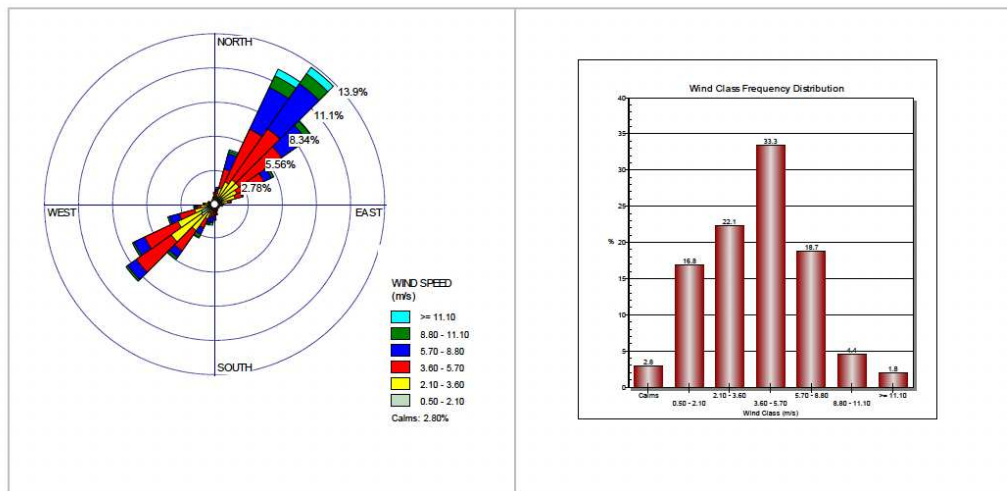 NORTH
13.9%
11.1%
8.34%
5.56%
2.78%
WEST
EAST
SOUTH
WIND SPEED
(m/s)
>= 11.10
8.80 - 11.10
5.70 - 8.80
3.60 - 5.70
2.10 - 3.60
0.50 - 2.10
Calms: 2.80%
Wind Class Frequency Distribution
40
35
30
25
20
15
10
5
0
%
2.8
16.8
22.1
33.3
18.7
4.4
1.8
Calms
0.50 - 2.10
2.10 - 3.60
3.60 - 5.70
5.70 - 8.80
8.80 - 11.10
>= 11.10
Wind Class (m/s)